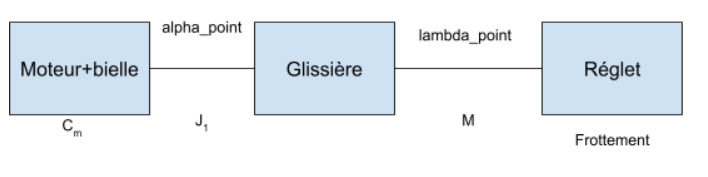 alpha_point
lambda_point
Moteur+bielle
Glissière
Réglet
Cm
J1
M
Frottement